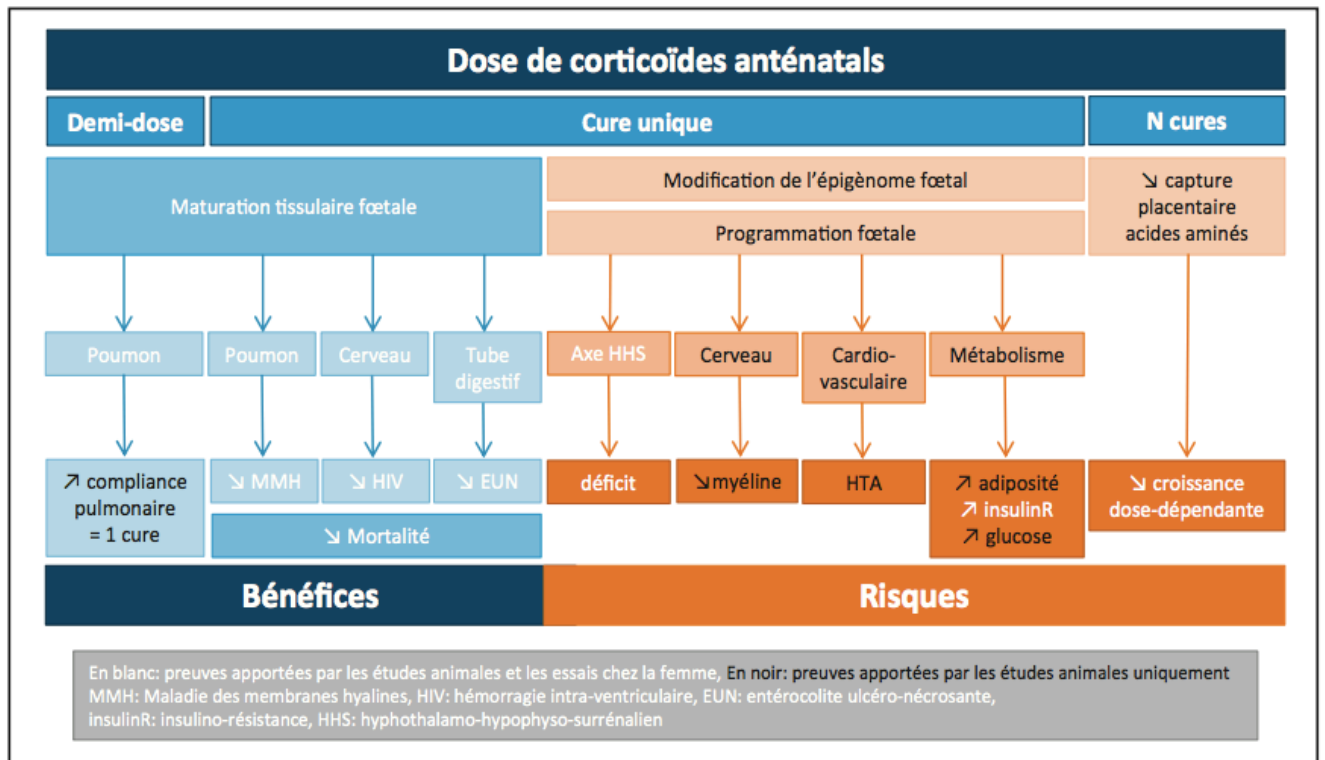 Dose de corticoïdes anténatals
Demi-dose
Cure unique
N cures
Maturation tissulaire fœtale
Modification de l'épigènome fœtal
Programmation fœtale
↘ capture
placentaire
acides aminés
Poumon
Poumon
Cerveau
Tube
digestif
Axe HHS
Cerveau
Cardio-
vasculaire
Métabolisme
↗ compliance
pulmonaire
= 1 cure
↘ MMH
↘ HIV
↘ EUN
↘ Mortalité
déficit
↘myéline
HTA
↗ adiposité
↗ insulinR
↗ glucose
↘ croissance
dose-dépendante
Bénéfices
Risques
En blanc: preuves apportées par les études animales et les essais chez la femme, En noir: preuves apportées par les études animales uniquement
MMH: Maladie des membranes hyalines, HIV: hémorragie intra-ventriculaire, EUN: entérocolite ulcéro-nécrosante,
insulinR: insulino-résistance, HHS: hyphothalamo-hypophyso-surrénalien